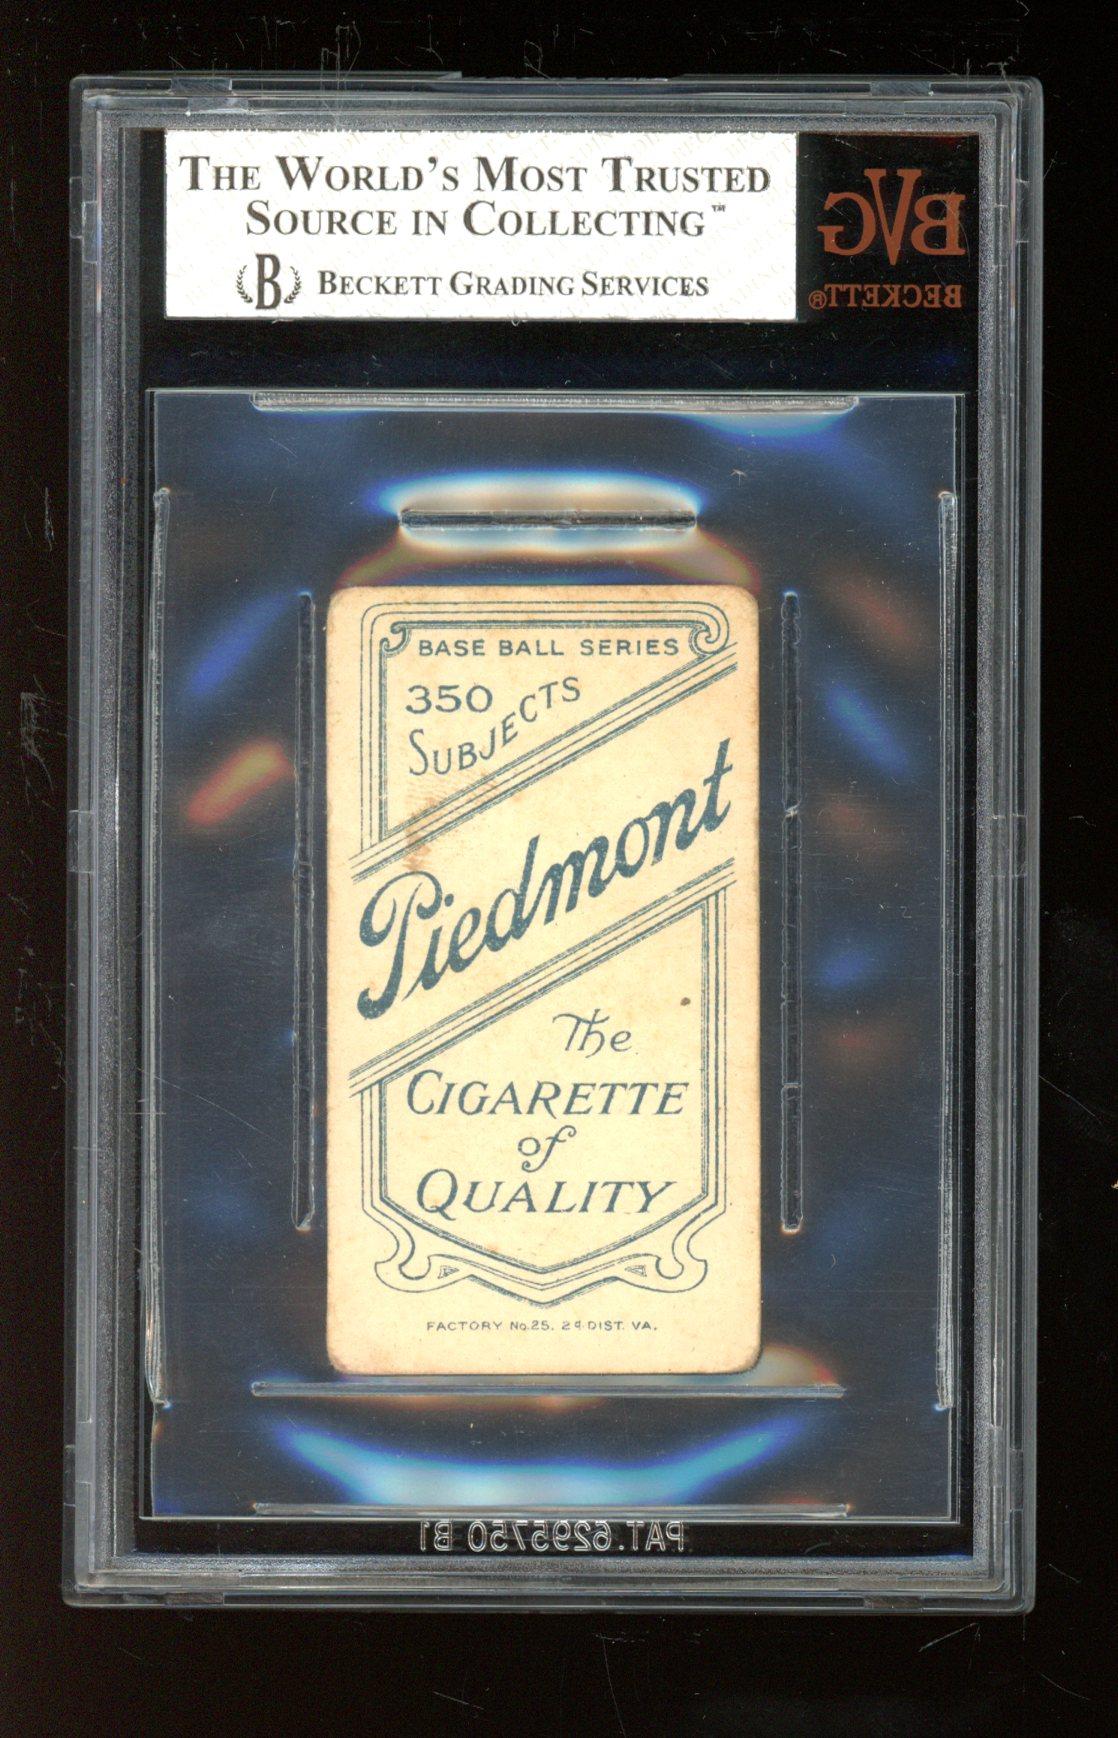 THE WORLD'S MOST TRUSTED
SOURCE IN COLLECTING™
B BECKETT GRADING SERVICES
BVG
BECKETT®
BASE BALL SERIES
350
SUBJECTS
Piedmont
The
CIGARETTE
of
QUALITY
FACTORY No.25. 2d DIST. VA.
PAT.6295750 B1